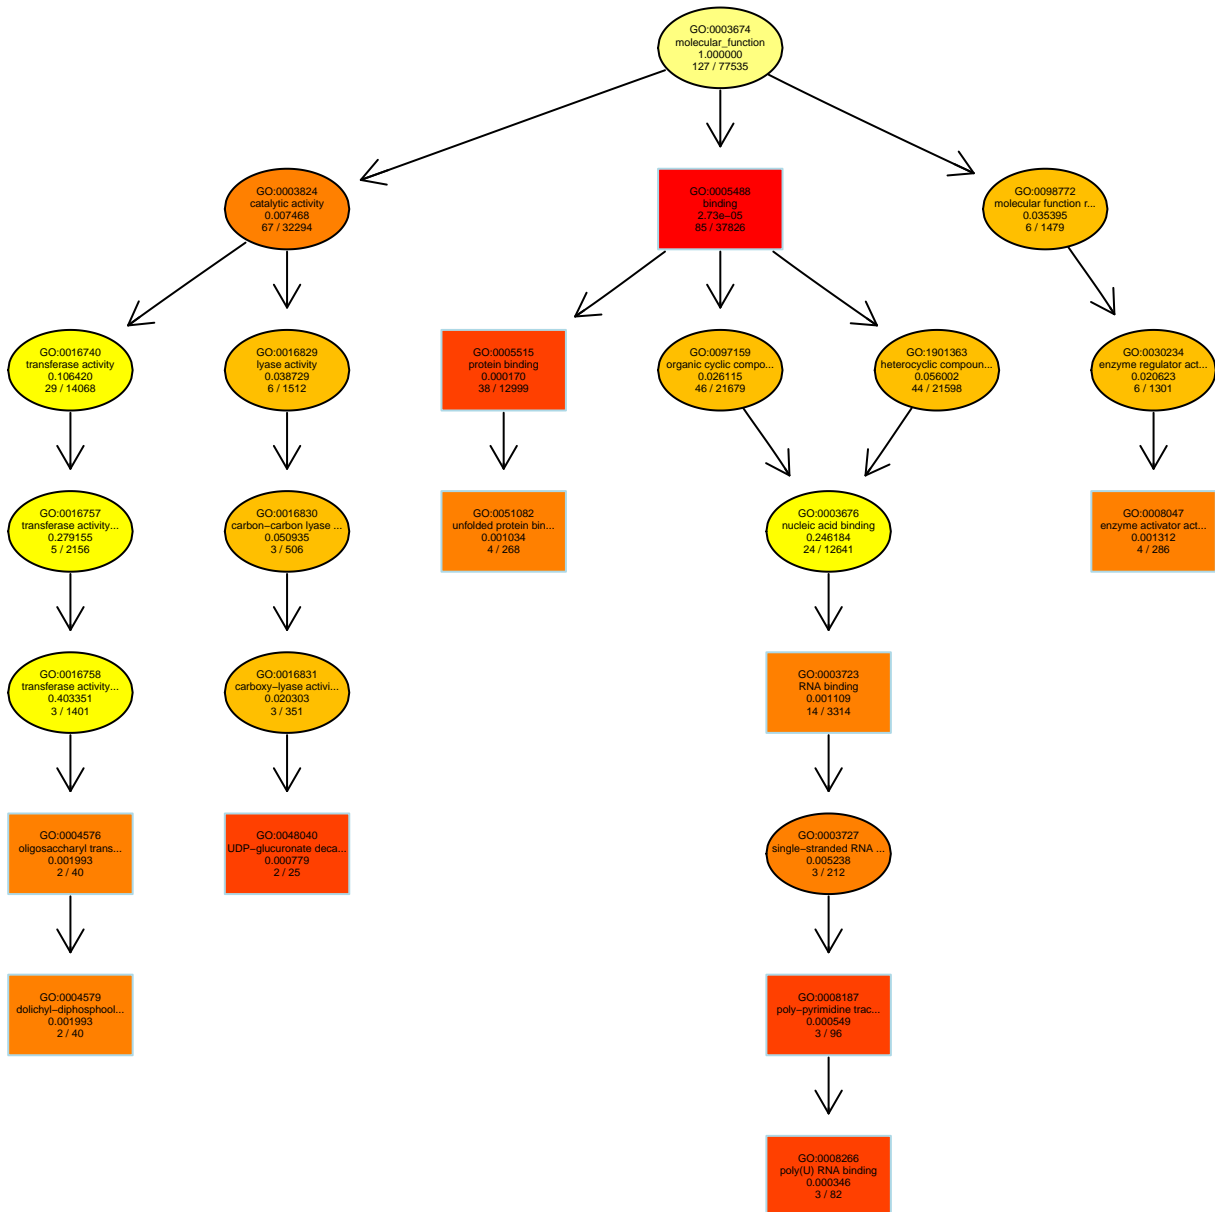 GO:0003674
molecular_function
1.000000
127 / 77535
GO:0003824
catalytic activity
0.007468
67 / 32294
GO:0005488
binding
2.73e−05
85 / 37826
GO:0098772
molecular function r...
0.035395
6 / 1479
GO:0016740
transferase activity
0.106420
29 / 14068
GO:0016829
lyase activity
0.038729
6 / 1512
GO:0005515
protein binding
0.000170
38 / 12999
GO:0097159
organic cyclic compo...
0.026115
46 / 21679
GO:1901363
heterocyclic compoun...
0.056002
44 / 21598
GO:0030234
enzyme regulator act...
0.020623
6 / 1301
GO:0016757
transferase activity...
0.279155
5 / 2156
GO:0016830
carbon−carbon lyase ...
0.050935
3 / 506
GO:0051082
unfolded protein bin...
0.001034
4 / 268
GO:0003676
nucleic acid binding
0.246184
24 / 12641
GO:0008047
enzyme activator act...
0.001312
4 / 286
GO:0016758
transferase activity...
0.403351
3 / 1401
GO:0016831
carboxy−lyase activi...
0.020303
3 / 351
GO:0003723
RNA binding
0.001109
14 / 3314
GO:0004576
oligosaccharyl trans...
0.001993
2 / 40
GO:0048040
UDP−glucuronate deca...
0.000779
2 / 25
GO:0003727
single−stranded RNA ...
0.005238
3 / 212
GO:0004579
dolichyl−diphosphool...
0.001993
2 / 40
GO:0008187
poly−pyrimidine trac...
0.000549
3 / 96
GO:0008266
poly(U) RNA binding
0.000346
3 / 82